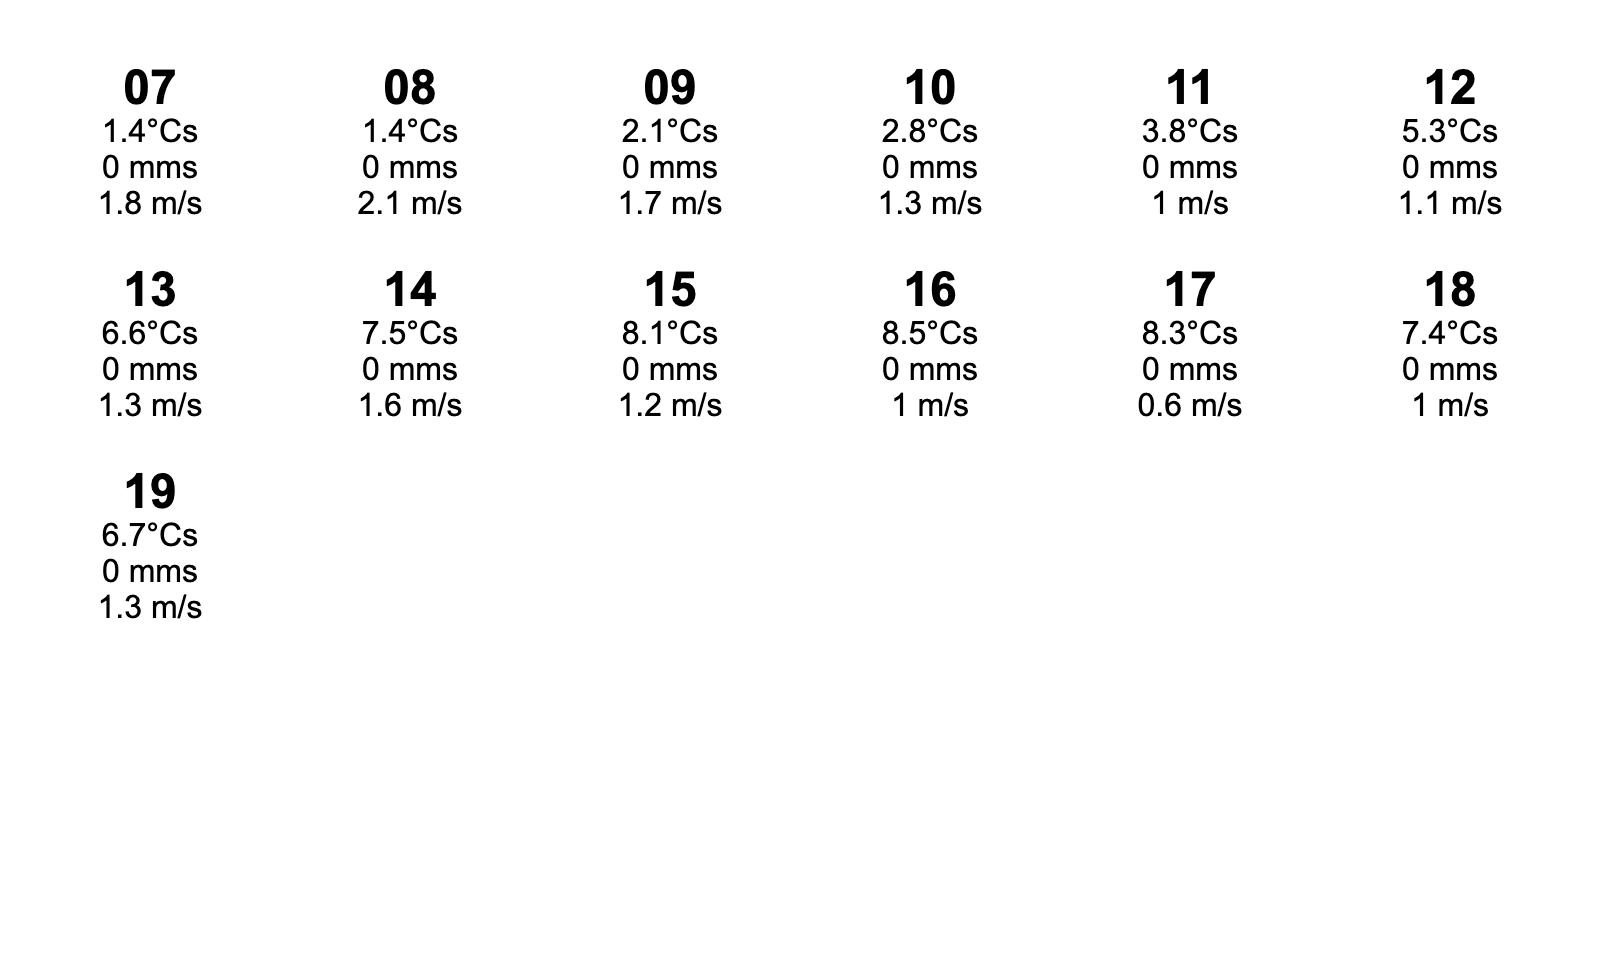 07 08 09 10 11 12
1.4°Cs 1.4°Cs 2.1°Cs 2.8°Cs 3.8°Cs 5.3°Cs
0 mms 0 mms 0 mms 0 mms 0 mms 0 mms
1.8 m/s 2.1 m/s 1.7 m/s 1.3 m/s 1 m/s 1.1 m/s
13 14 15 16 17 18
6.6°Cs 7.5°Cs 8.1°Cs 8.5°Cs 8.3°Cs 7.4°Cs
0 mms 0 mms 0 mms 0 mms 0 mms 0 mms
1.3 m/s 1.6 m/s 1.2 m/s 1 m/s 0.6 m/s 1 m/s
19
6.7°Cs
0 mms
1.3 m/s